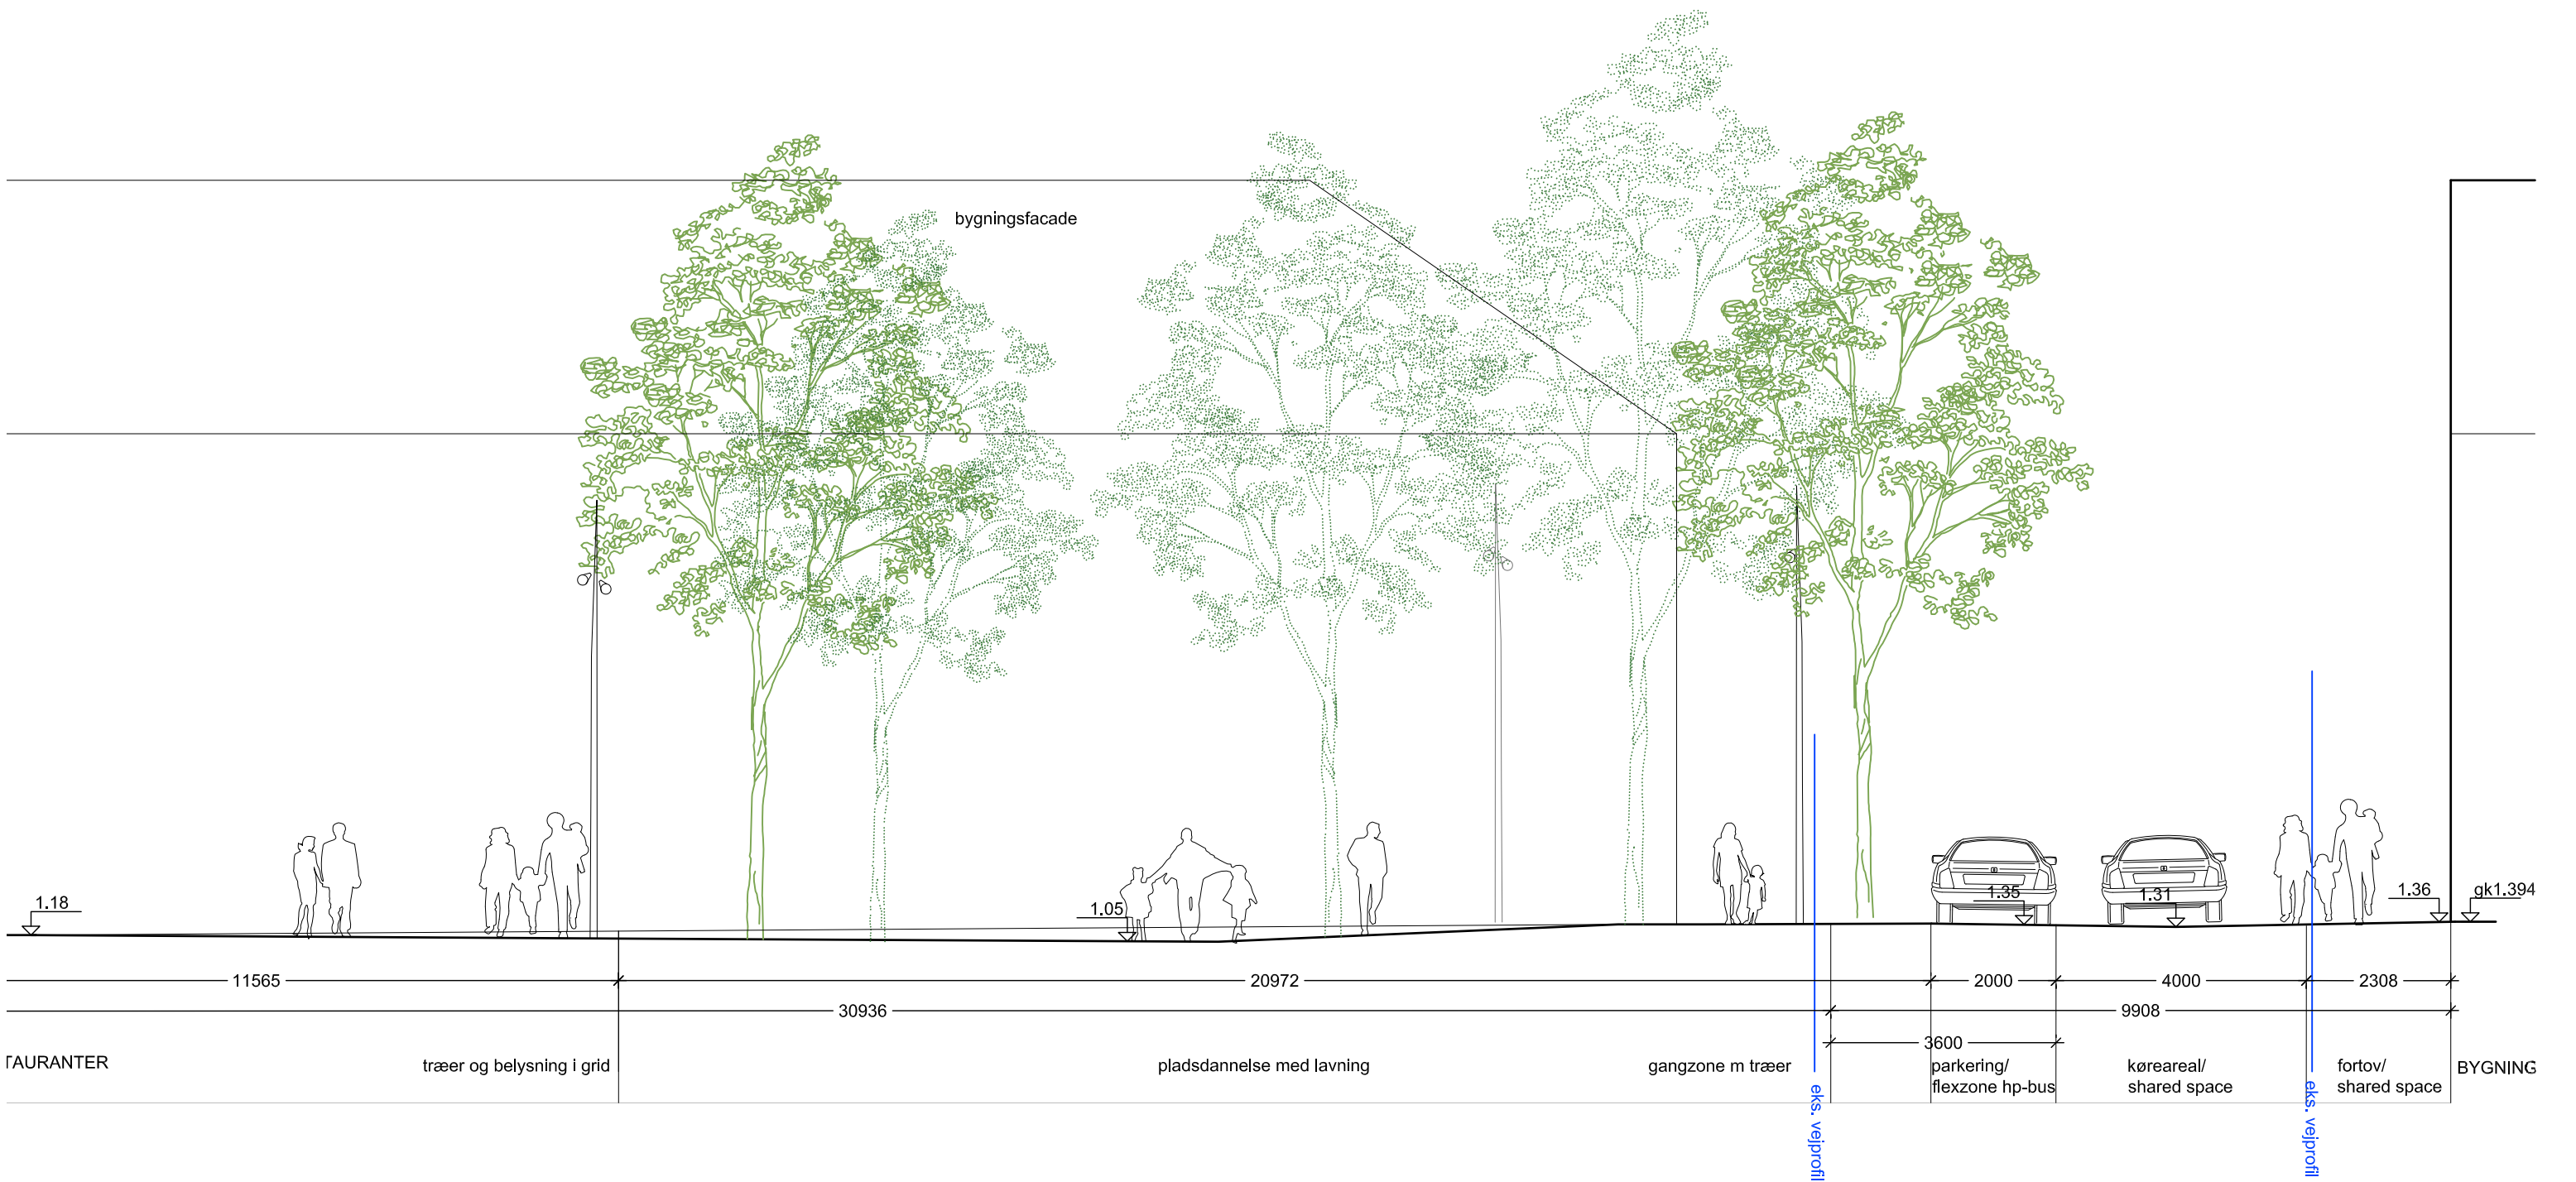 bygningsfacade
1.18
1.05
1.35
1.31
1.36
gk1.394
11565
20972
2000
4000
2308
30936
9908
3600
TAURANTER
træer og belysning i grid
pladsdannelse med lavning
gangzone m træer
parkering/
flexzone hp-bus
køreareal/
shared space
fortov/
shared space
BYGNING
eks. vejprofil
eks. vejprofil